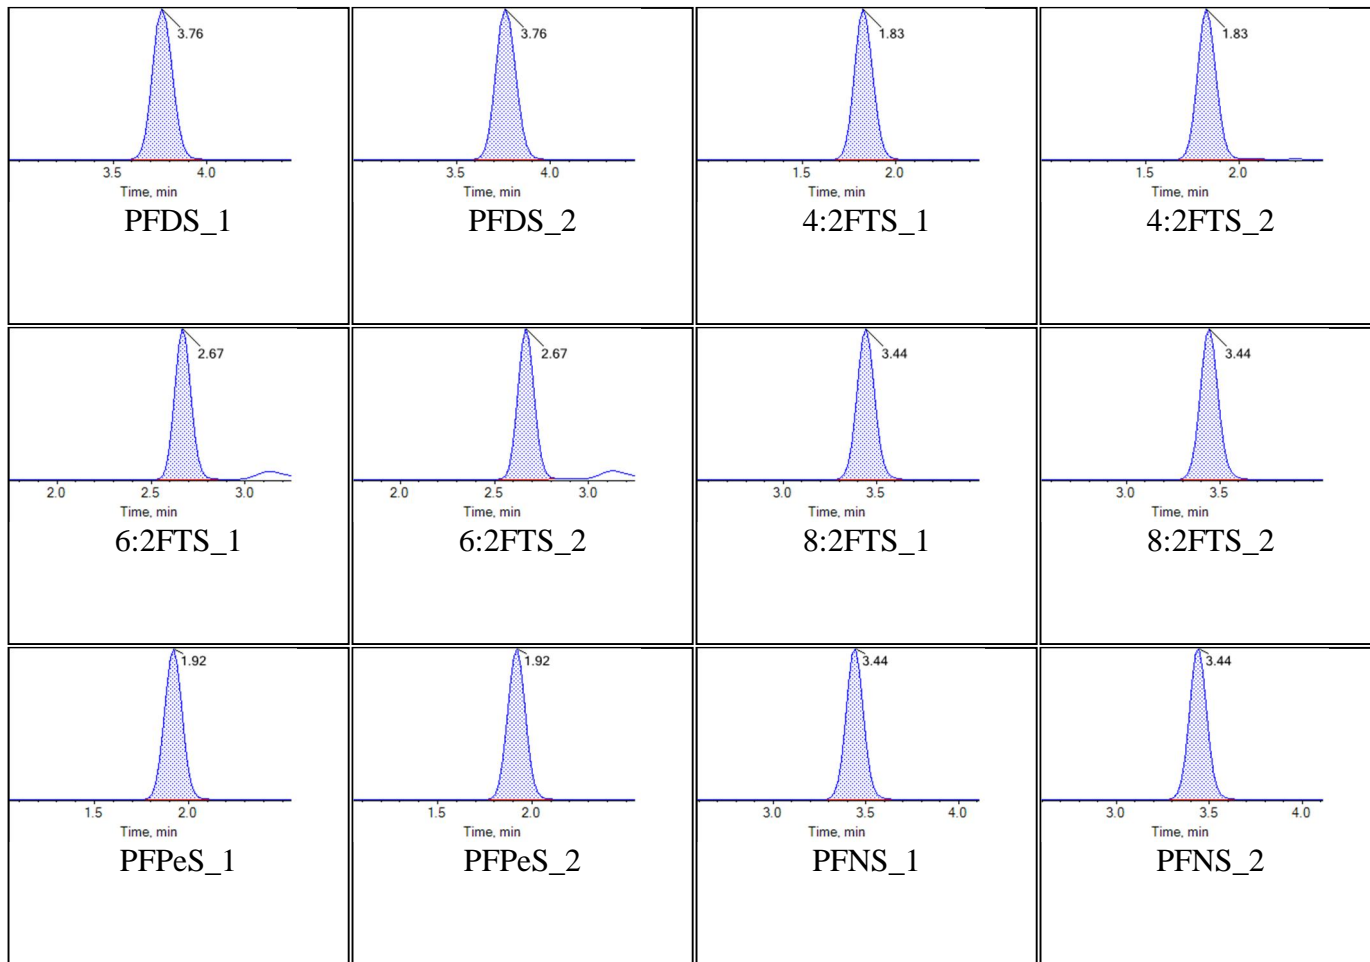 3.76
3.5 4.0
Time, min
PFDS_1
3.76
3.5 4.0
Time, min
PFDS_2
1.83
1.5 2.0
Time, min
4:2FTS_1
1.83
1.5 2.0
Time, min
4:2FTS_2
2.67
2.0 2.5 3.0
Time, min
6:2FTS_1
2.67
2.0 2.5 3.0
Time, min
6:2FTS_2
3.44
3.0 3.5
Time, min
8:2FTS_1
3.44
3.0 3.5
Time, min
8:2FTS_2
1.92
1.5 2.0
Time, min
PFPeS_1
1.92
1.5 2.0
Time, min
PFPeS_2
3.44
3.0 3.5 4.0
Time, min
PFNS_1
3.44
3.0 3.5 4.0
Time, min
PFNS_2